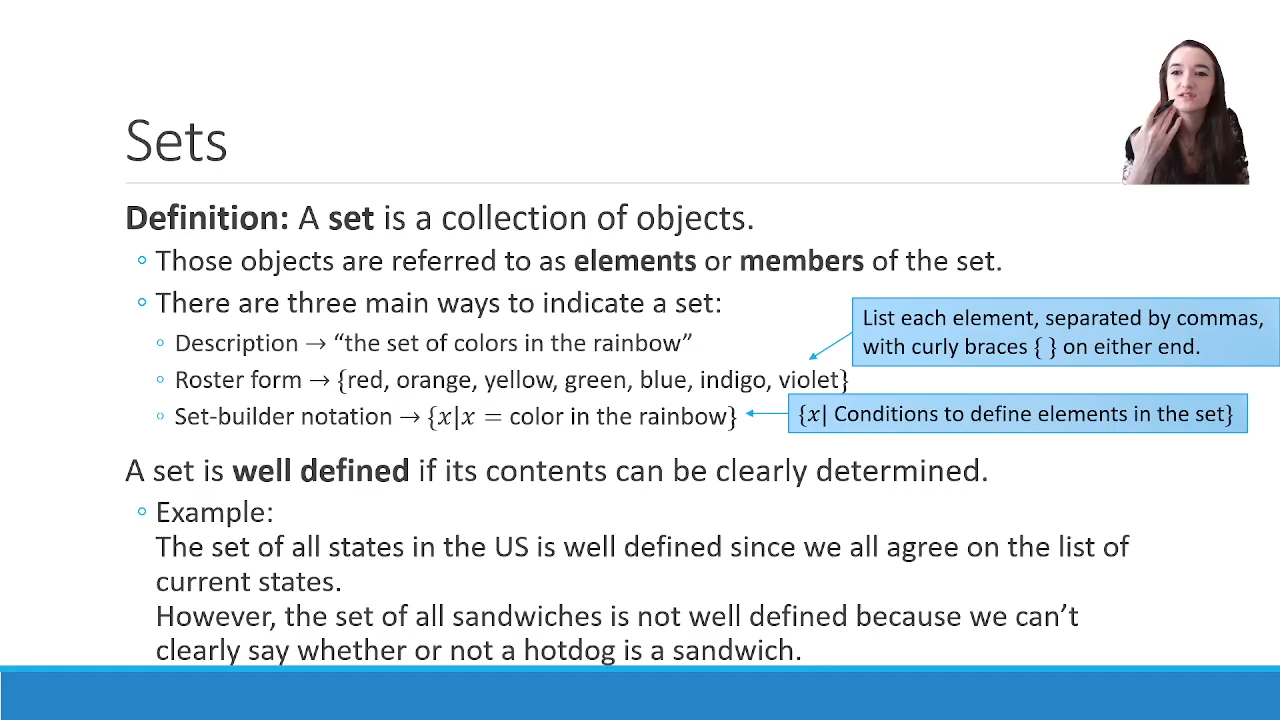 Sets
Definition: A set is a collection of objects.
◦ Those objects are referred to as elements or members of the set.
◦ There are three main ways to indicate a set:
◦ Description → “the set of colors in the rainbow”
List each element, separated by commas,
with curly braces { } on either end.
◦ Roster form → {red, orange, yellow, green, blue, indigo, violet}
◦ Set-builder notation → {𝑥|𝑥 = color in the rainbow}
{𝑥| Conditions to define elements in the set}
A set is well defined if its contents can be clearly determined.
◦ Example:
The set of all states in the US is well defined since we all agree on the list of
current states.
However, the set of all sandwiches is not well defined because we can’t
clearly say whether or not a hotdog is a sandwich.